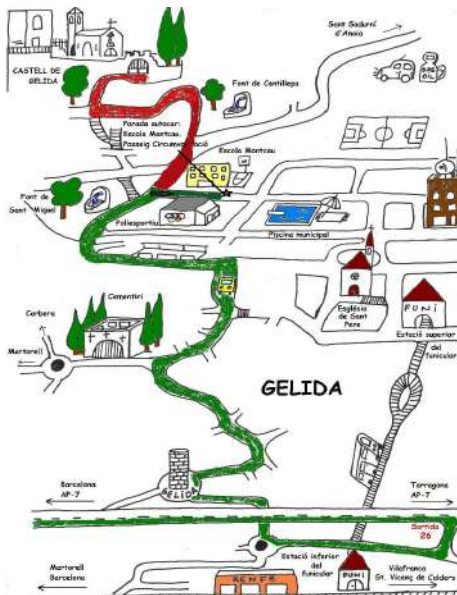 Sant Sadurní
d'Anoia
GAS
OIL
CASTELL DE
GELIDA
Font de Cantillepa
Parada autocar:
Escola Montcau.
Passeig Circumval·lació
Escola Montcau
Font de
Sant Miquel
Poliesportiu
Piscina municipal
Corbera
Cementiri
Església
de Sant
Pere
FUNI
Estació superior
del
funicular
Martorell
GELIDA
Barcelona
AP-7
GELIDA
Tarragona
AP-7
Sortida
26
Martorell
Barcelona
Estació inferior
del
funicular
RENFE
FUNI
Vilafranca
St. Vicenç de Calders